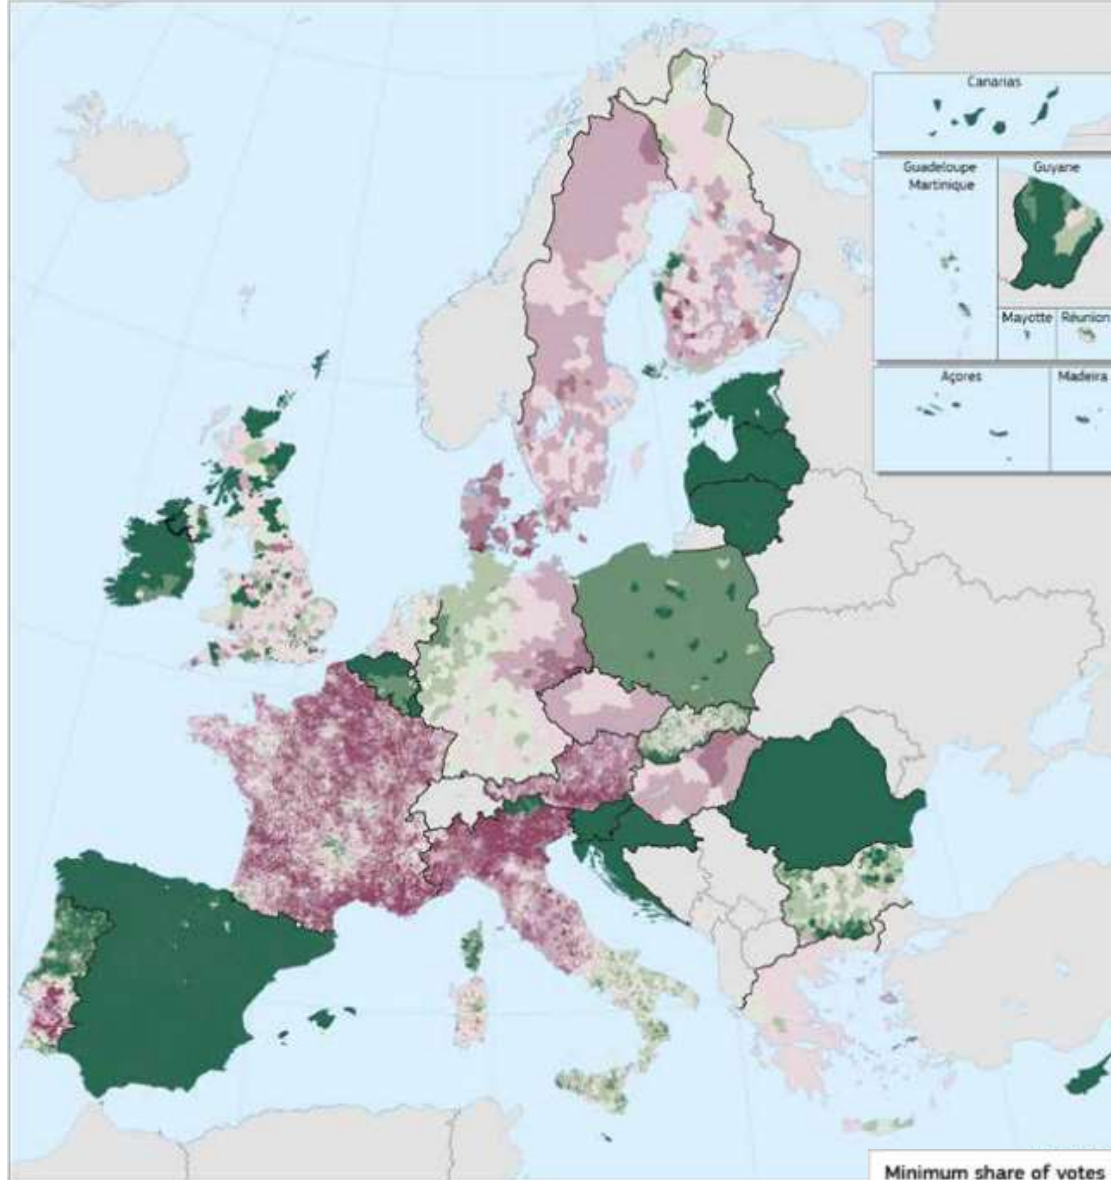 Canarias
Guadeloupe
Martinique
Guyane
Mayotte
Réunion
Açores
Madeira
Minimum share of votes